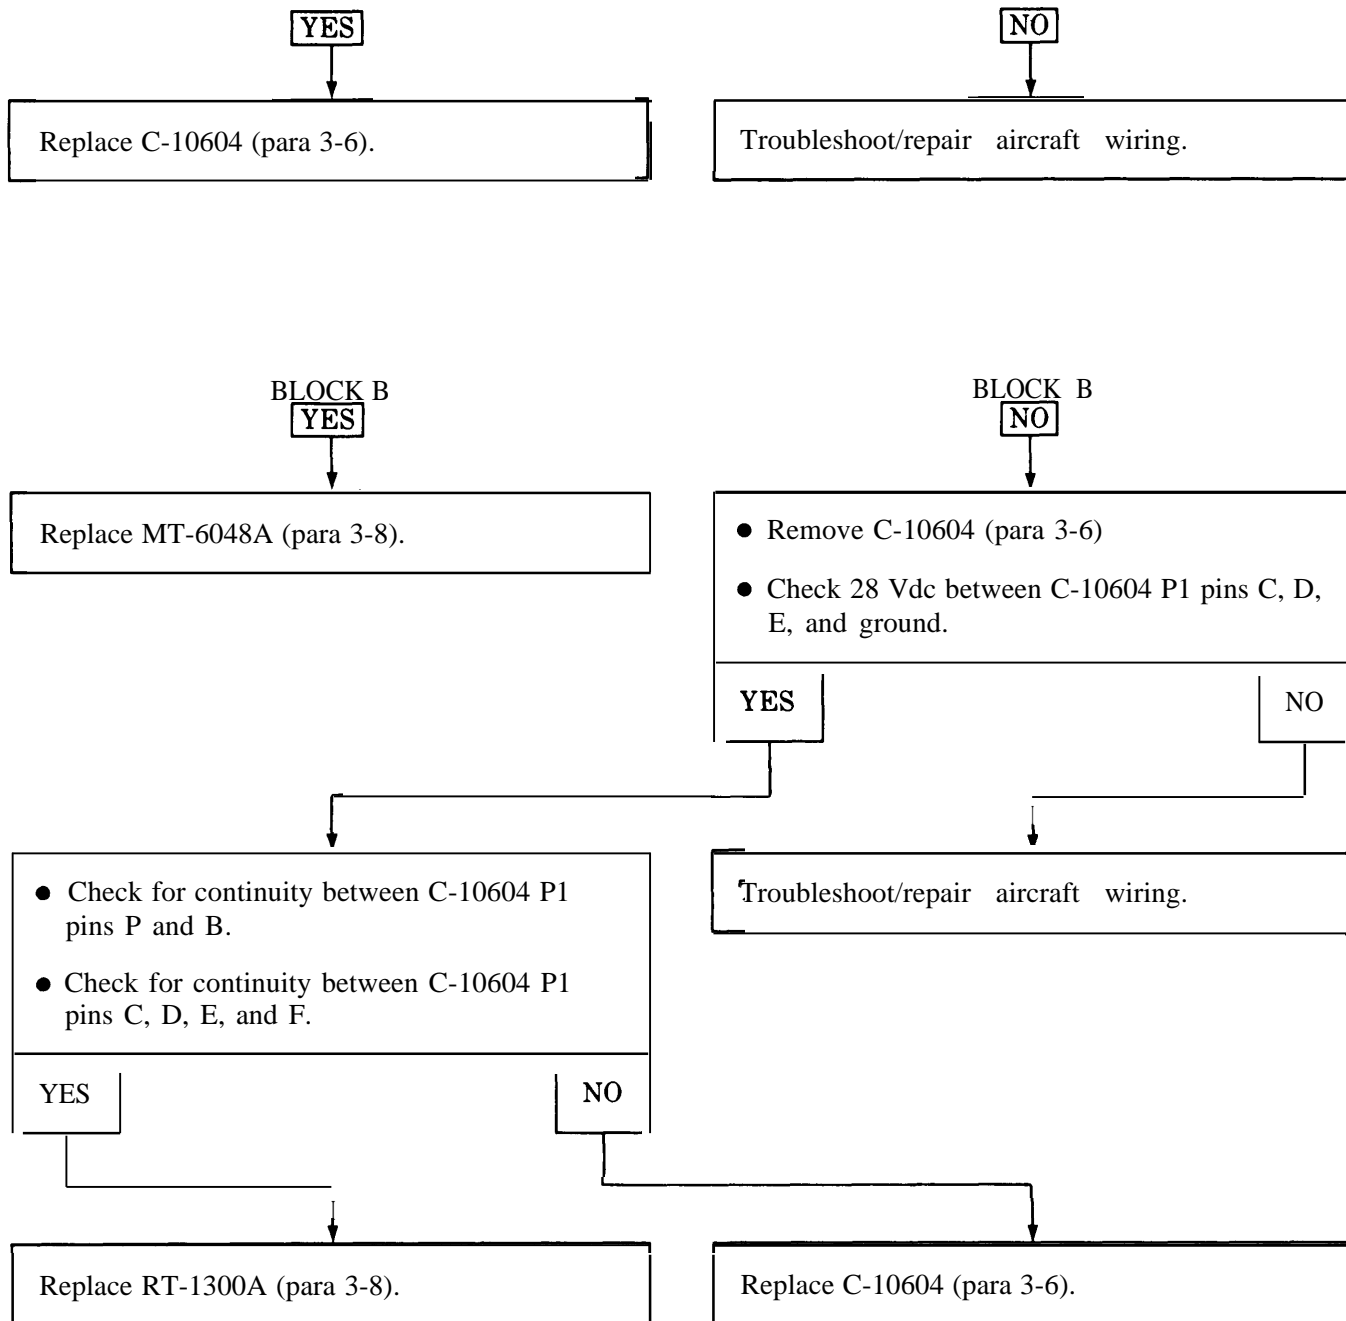 YES
NO
Replace C-10604 (para 3-6).
Troubleshoot/repair aircraft wiring.
BLOCK B
YES
BLOCK B
NO
Replace MT-6048A (para 3-8).
● Remove C-10604 (para 3-6)
● Check 28 Vdc between C-10604 P1 pins C, D,
E, and ground.
YES
NO
● Check for continuity between C-10604 P1
pins P and B.
● Check for continuity between C-10604 P1
pins C, D, E, and F.
Troubleshoot/repair aircraft wiring.
YES
NO
Replace RT-1300A (para 3-8).
Replace C-10604 (para 3-6).